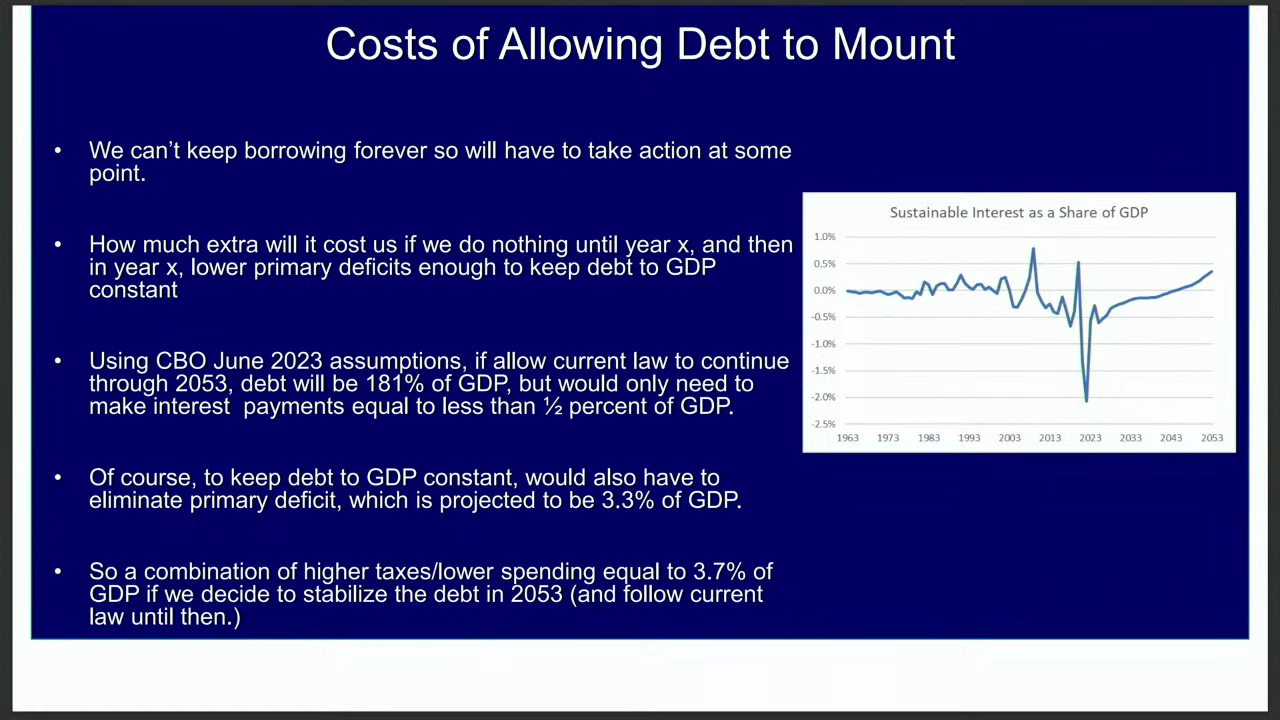 Costs of Allowing Debt to Mount
• We can’t keep borrowing forever so will have to take action at some
point.
• How much extra will it cost us if we do nothing until year x, and then
in year x, lower primary deficits enough to keep debt to GDP
constant
• Using CBO June 2023 assumptions, if allow current law to continue
through 2053, debt will be 181% of GDP, but would only need to
make interest  payments equal to less than ½ percent of GDP.
• Of course, to keep debt to GDP constant, would also have to
eliminate primary deficit, which is projected to be 3.3% of GDP.
• So a combination of higher taxes/lower spending equal to 3.7% of
GDP if we decide to stabilize the debt in 2053 (and follow current
law until then.)
Sustainable Interest as a Share of GDP
1.0%
0.5%
0.0%
-0.5%
-1.0%
-1.5%
-2.0%
-2.5%
1963 1973 1983 1993 2003 2013 2023 2033 2043 2053